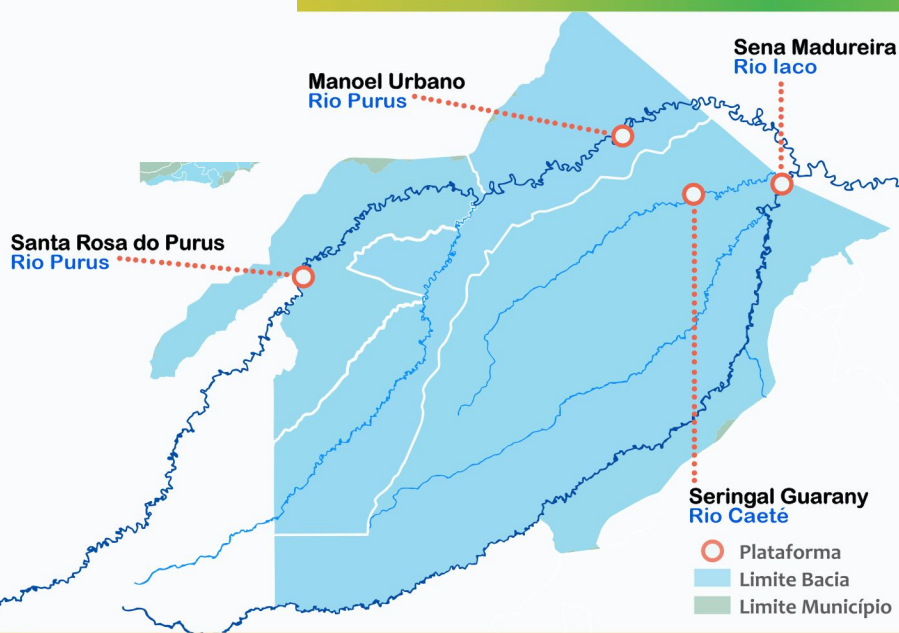 Sena Madureira
Rio Iaco
Manoel Urbano
Rio Purus
Santa Rosa do Purus
Rio Purus
Seringal Guarany
Rio Caeté
Plataforma
Limite Bacia
Limite Município